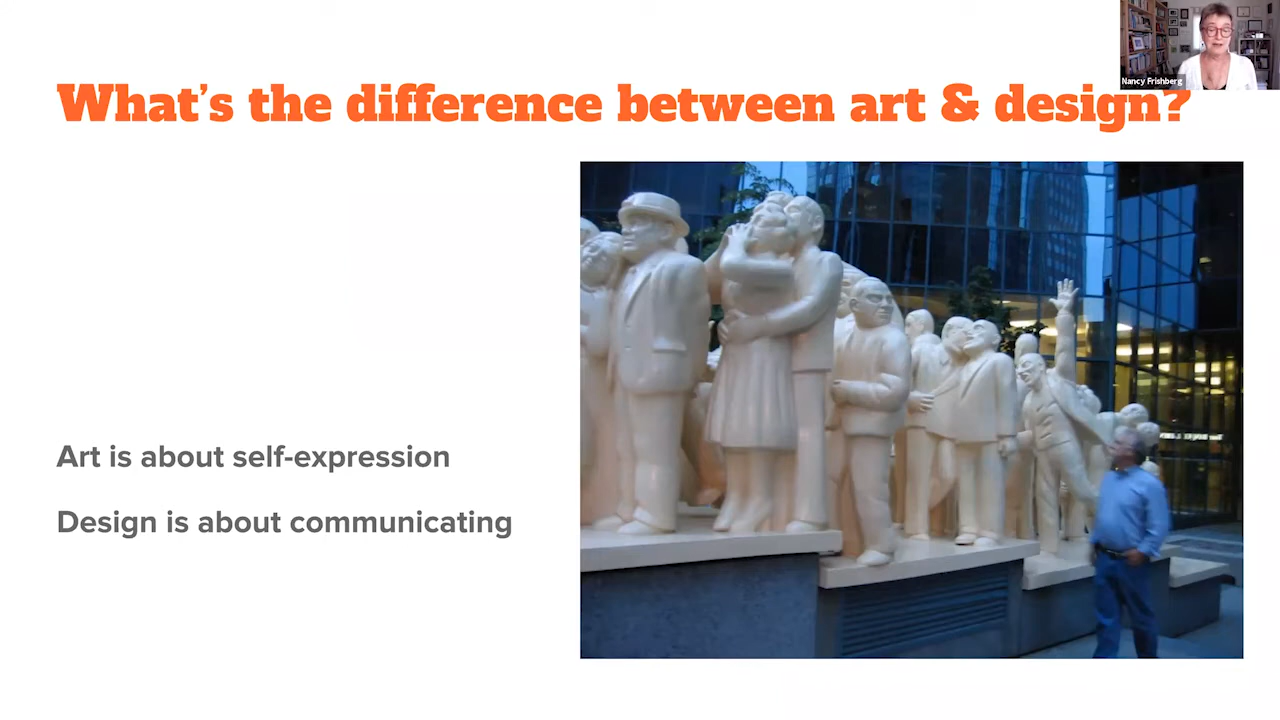 What's the difference between art & design?
Nancy Frishberg
Art is about self-expression
Design is about communicating